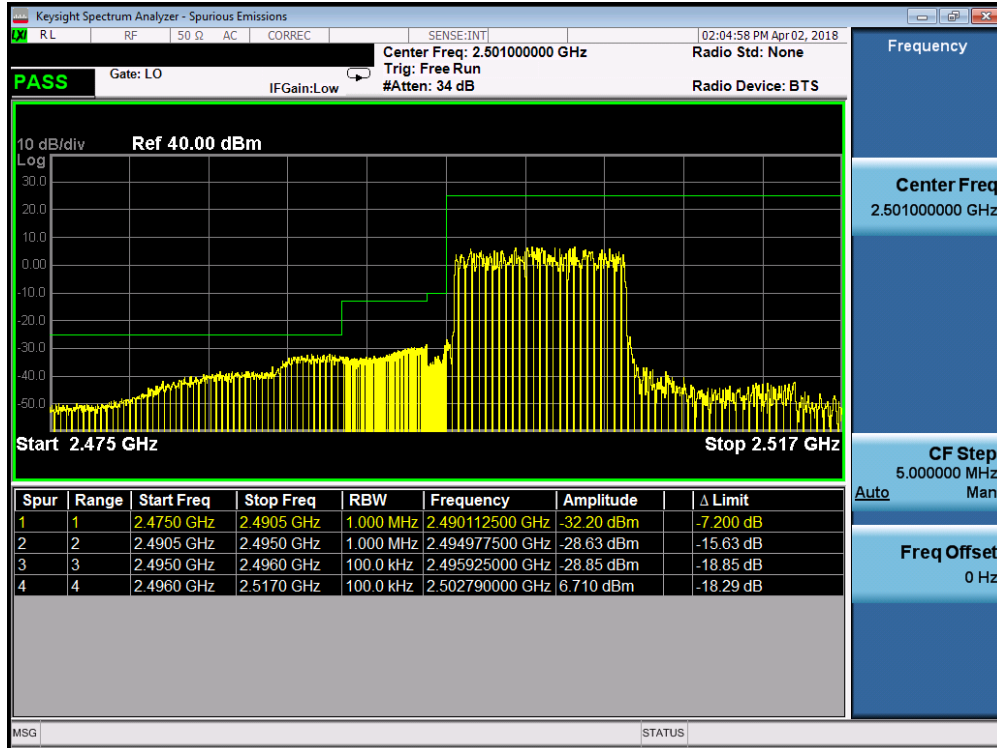 Keysight Spectrum Analyzer - Spurious Emissions
LXI RL RF 50 Ω AC CORREC SENSE:INT 02:04:58 PM Apr 02, 2018
Center Freq: 2.501000000 GHz Radio Std: None
PASS Gate: LO Trig: Free Run
IFGain:Low #Atten: 34 dB Radio Device: BTS
10 dB/div Ref 40.00 dBm
Log
30.0
20.0
10.0
0.00
-10.0
-20.0
-30.0
-40.0
-50.0
Start 2.475 GHz Stop 2.517 GHz
Spur Range Start Freq Stop Freq RBW Frequency Amplitude Δ Limit
1 1 2.4750 GHz 2.4905 GHz 1.000 MHz 2.490112500 GHz -32.20 dBm -7.200 dB
2 2 2.4905 GHz 2.4950 GHz 1.000 MHz 2.494977500 GHz -28.63 dBm -15.63 dB
3 3 2.4950 GHz 2.4960 GHz 100.0 kHz 2.495925000 GHz -28.85 dBm -18.85 dB
4 4 2.4960 GHz 2.5170 GHz 100.0 kHz 2.502790000 GHz 6.710 dBm -18.29 dB
MSG STATUS
Frequency
Center Freq
2.501000000 GHz
CF Step
5.000000 MHz
Auto Man
Freq Offset
0 Hz